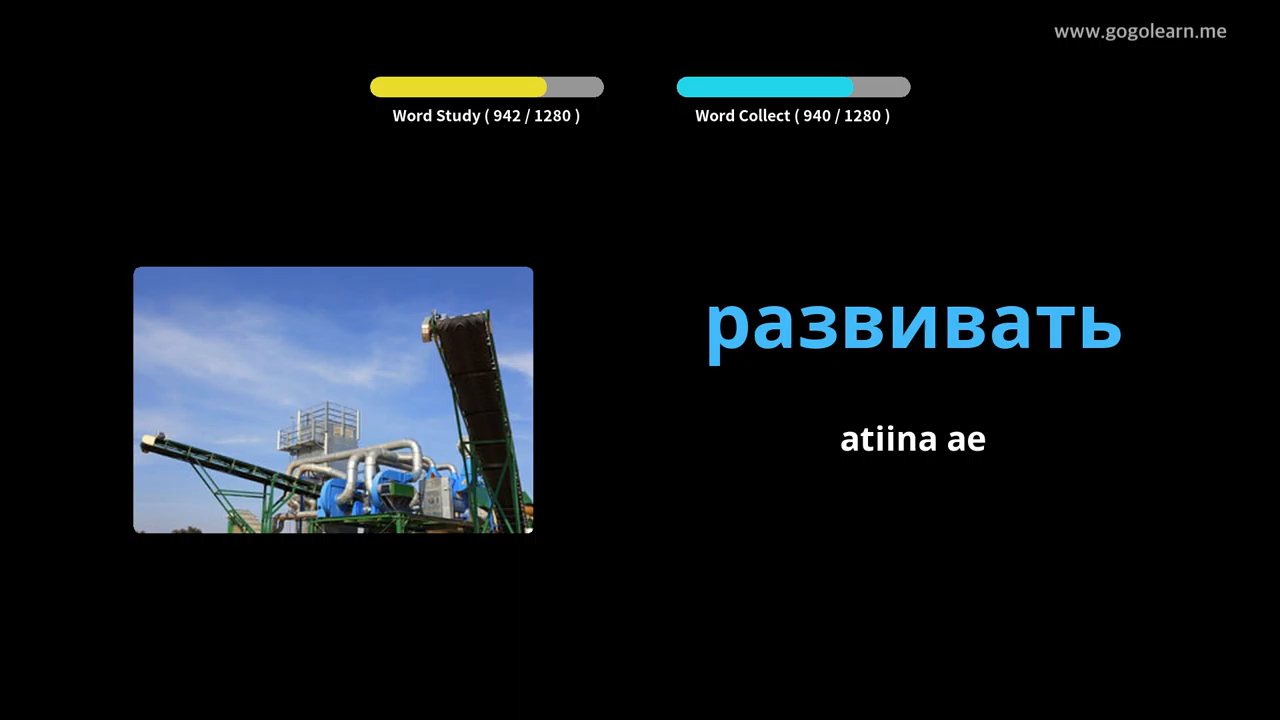 www.gogolearn.me
Word Study ( 942 / 1280 )
Word Collect ( 940 / 1280 )
развивать
atiina ae